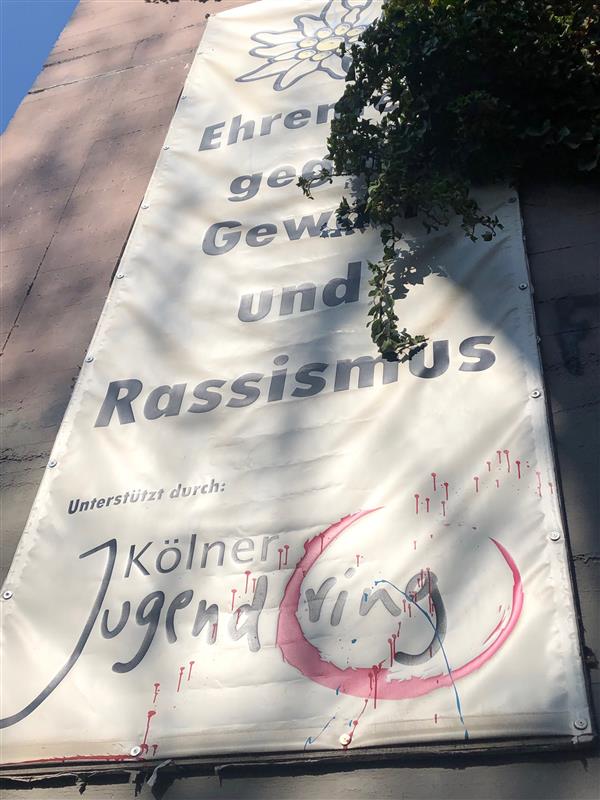 und
Rassismus
Unterstützt durch:
Kölner
Jugendring